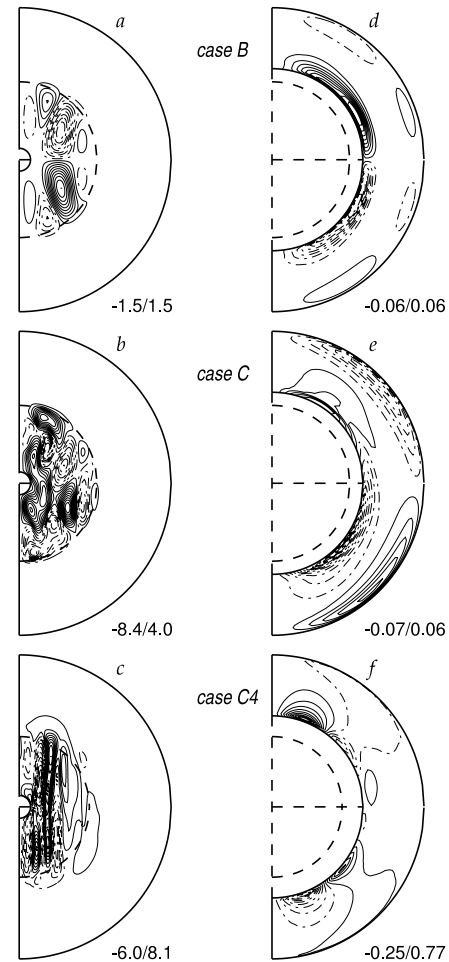 a
d
case B
-1.5/1.5
-0.06/0.06
b
e
case C
-8.4/4.0
-0.07/0.06
c
f
case C4
-6.0/8.1
-0.25/0.77